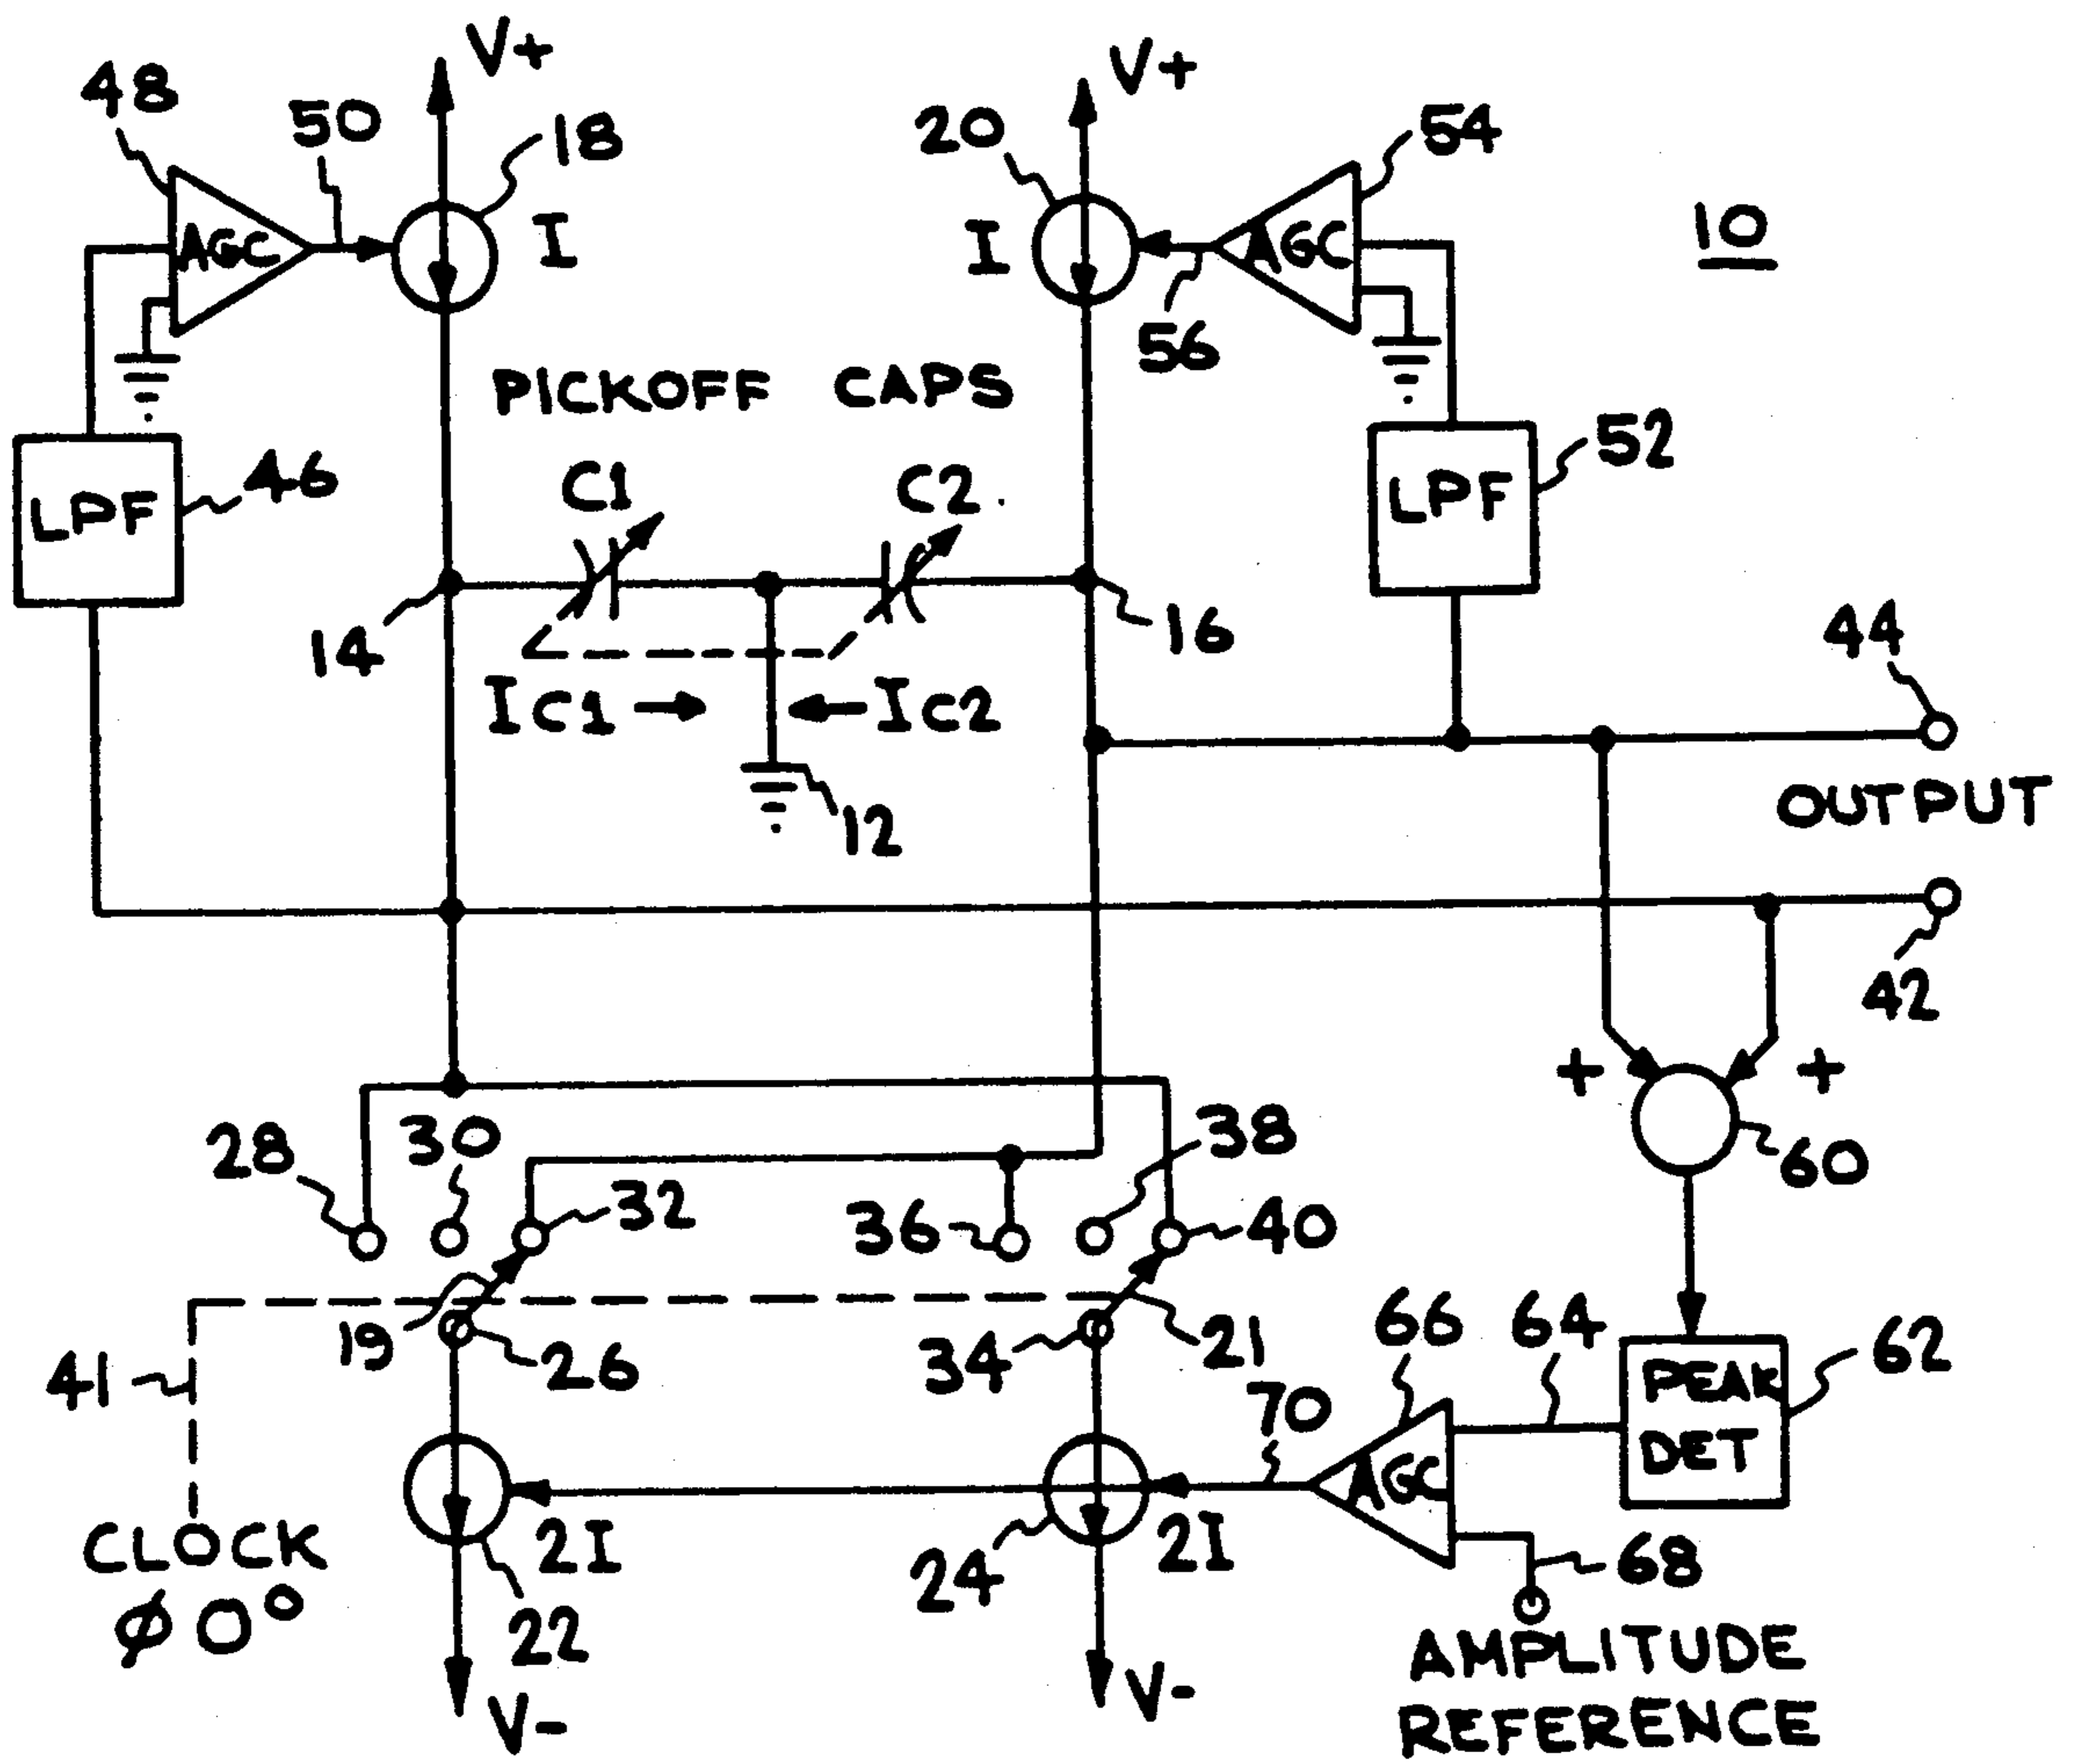 V+
V+
48
50
18
20
54
10
AGC
I
I
AGC
56
PICKOFF CAPS
LPF
46
C1
C2
LPF
52
14
16
44
IC1
IC2
12
OUTPUT
42
+
+
28
30
32
36
38
40
60
19
26
34
21
66
64
62
41
70
PEAK
DET
AGC
CLOCK
φ0°
2I
22
24
2I
68
V-
V-
AMPLITUDE
REFERENCE